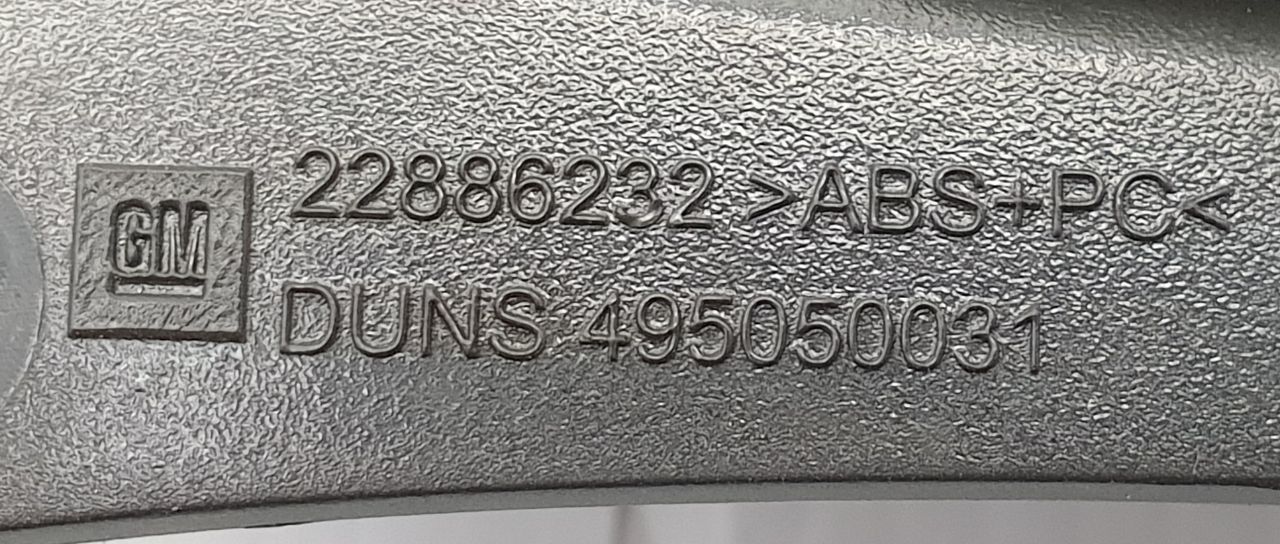 GM
22886232 >ABS+PC<
DUNS 495050031